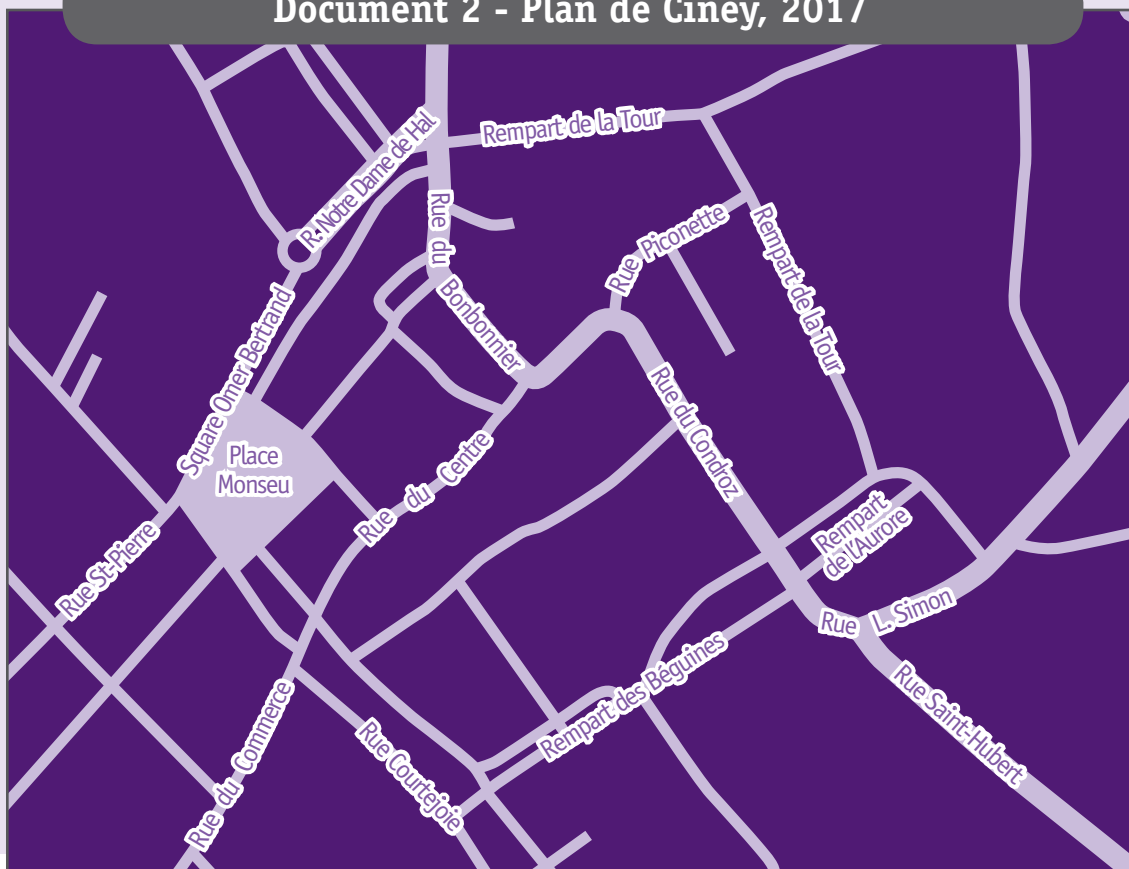 Document 2 - Plan de Ciney, 2017
R. Notre Dame de Hal
Rempart de la Tour
Rue du Bonbonnier
Rue Piconette
Rempart de la Tour
Square Omer Bertrand
Place
Monseu
Rue du Centre
Rue du Condroz
Rue St-Pierre
Rempart
de l'Aurore
Rue L. Simon
Rempart des Béguines
Rue du Commerce
Rue Courtejoie
Rue Saint-Hubert